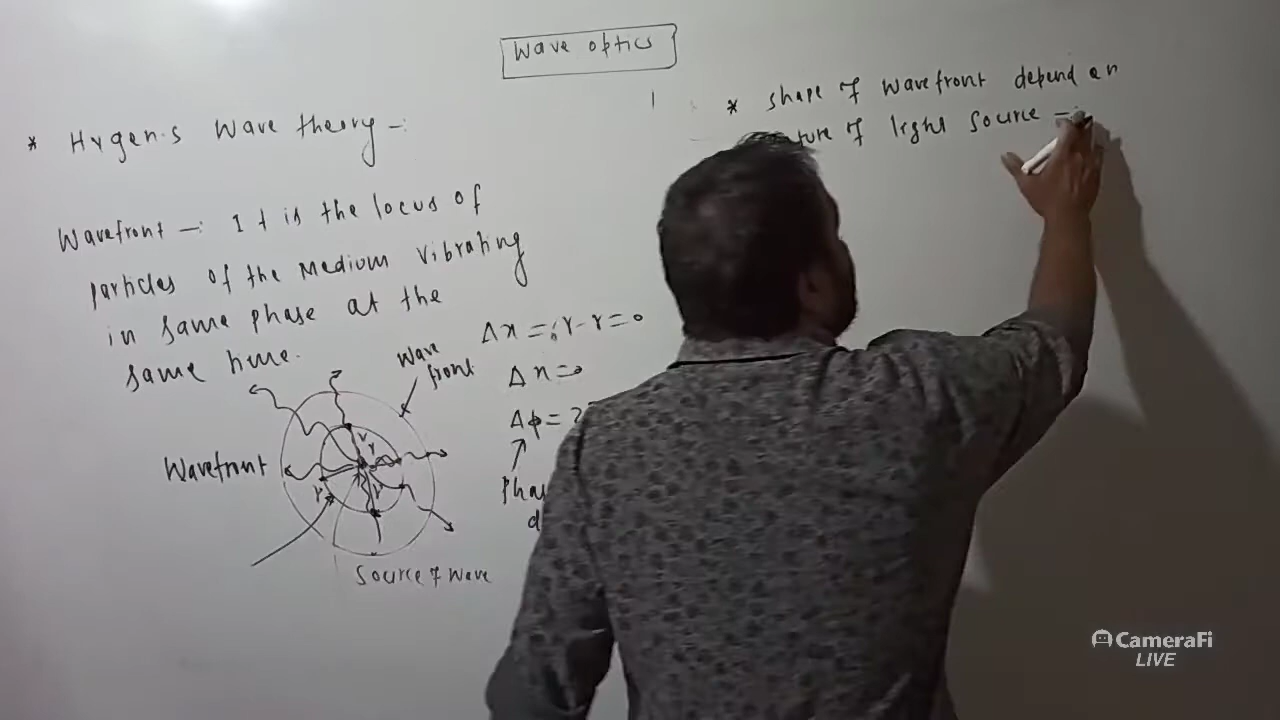 Wave optics
* Hygen's Wave theory -:
Wavefront -: It is the locus of
particles of the Medium vibrating
in same phase at the
same time.
Wave
front
Δx = r-r=0
Δx =0
Δϕ = 2
Wavefront
Source of wave
* shape of wavefront depend on
of light source -:
CameraFi
LIVE